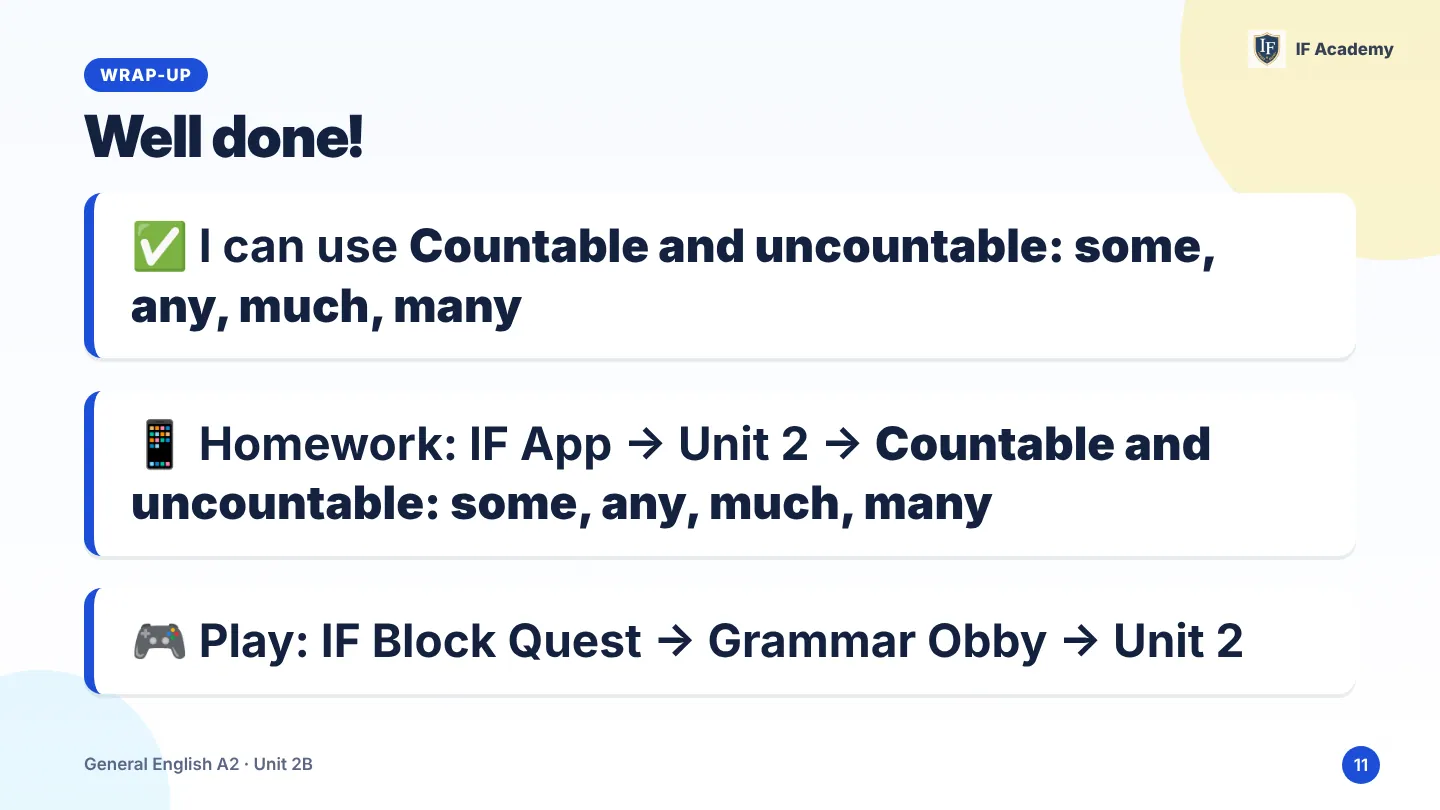 IF Academy
WRAP-UP
Well done!
✅ I can use Countable and uncountable: some,
any, much, many
📱 Homework: IF App → Unit 2 → Countable and
uncountable: some, any, much, many
🎮 Play: IF Block Quest → Grammar Obby → Unit 2
General English A2 · Unit 2B
11